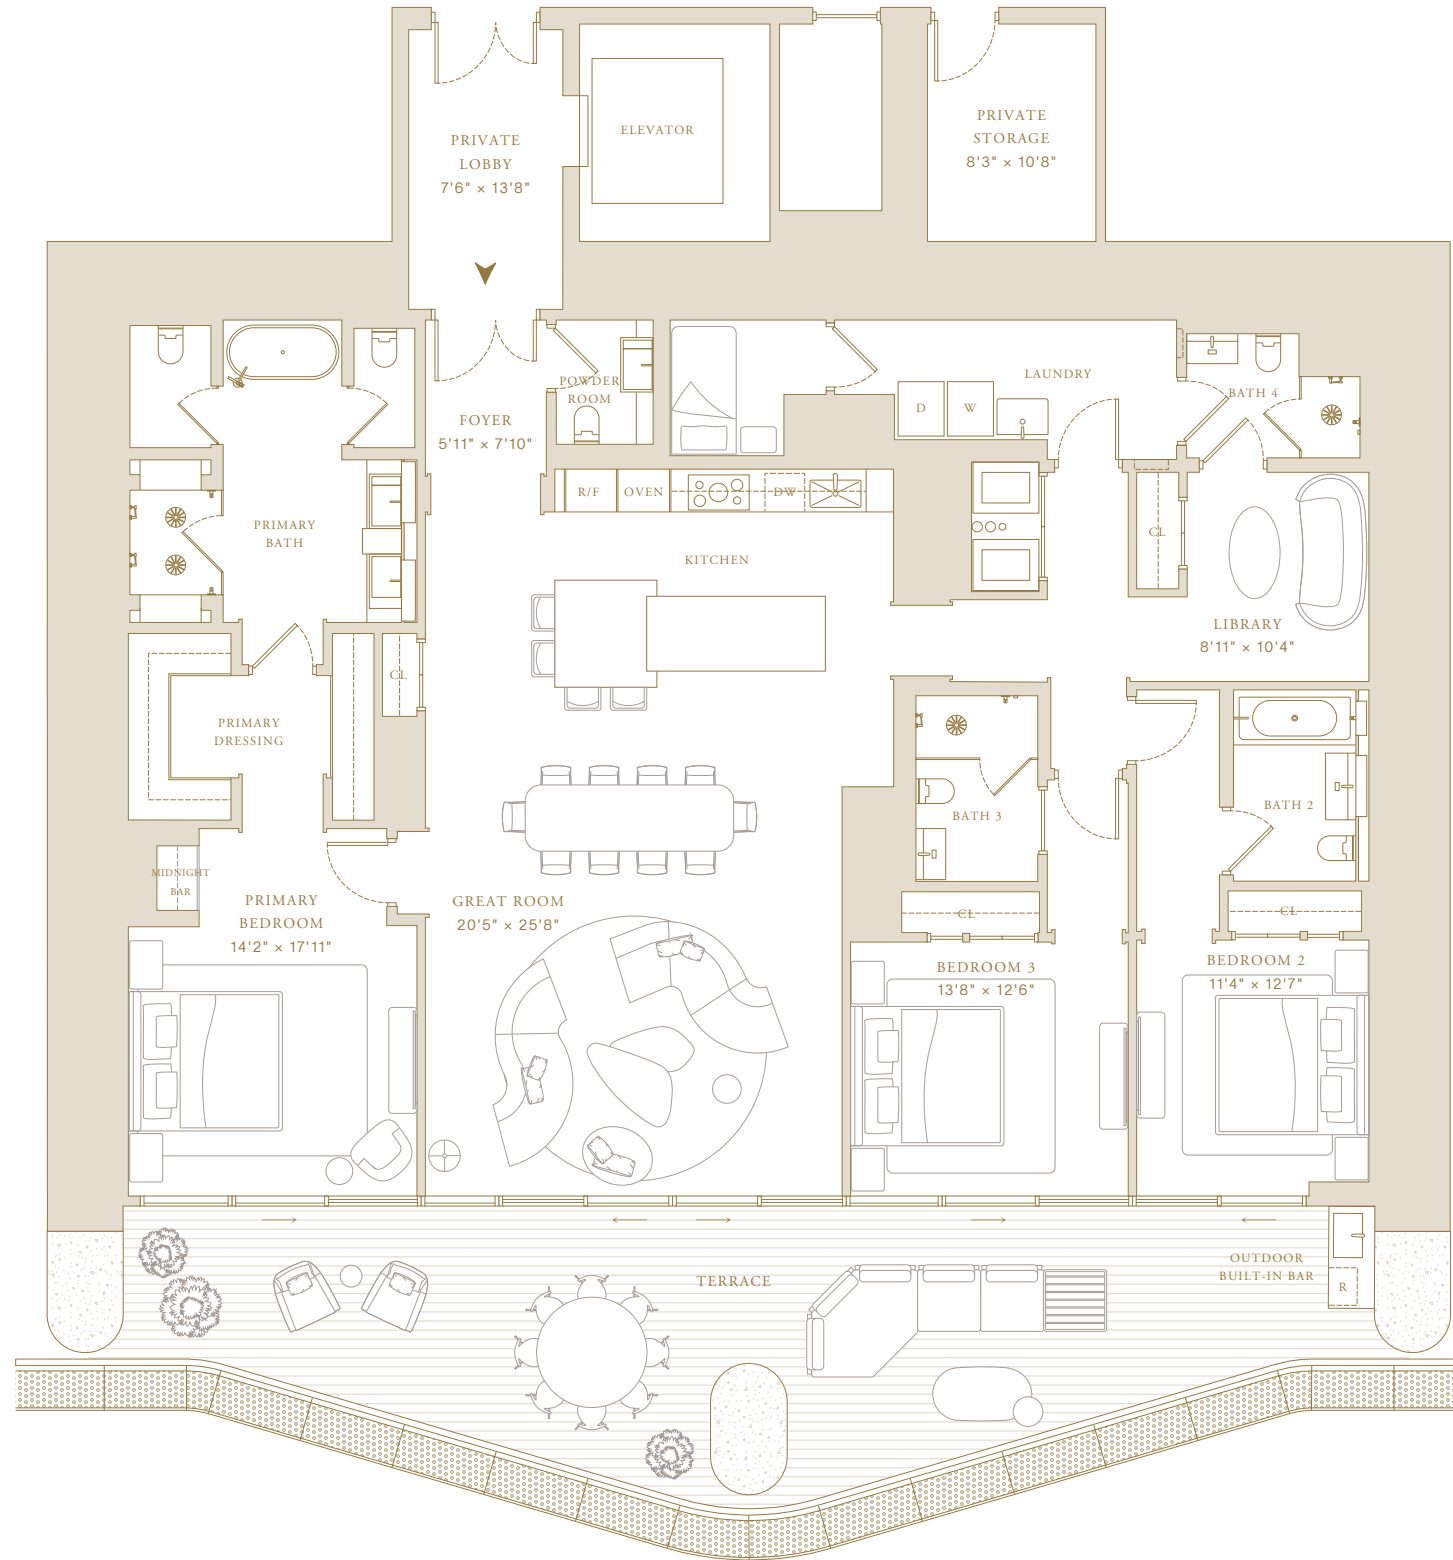 PRIVATE
LOBBY
7'6" × 13'8"
ELEVATOR
PRIVATE
STORAGE
8'3" × 10'8"
POWDER
ROOM
FOYER
5'11" × 7'10"
LAUNDRY
D
W
BATH 4
R/F
OVEN
DW
KITCHEN
PRIMARY
BATH
CL
LIBRARY
8'11" × 10'4"
CL
PRIMARY
DRESSING
BATH 3
BATH 2
MIDNIGHT
BAR
PRIMARY
BEDROOM
14'2" × 17'11"
GREAT ROOM
20'5" × 25'8"
CL
CL
BEDROOM 3
13'8" × 12'6"
BEDROOM 2
11'4" × 12'7"
TERRACE
OUTDOOR
BUILT-IN BAR
R